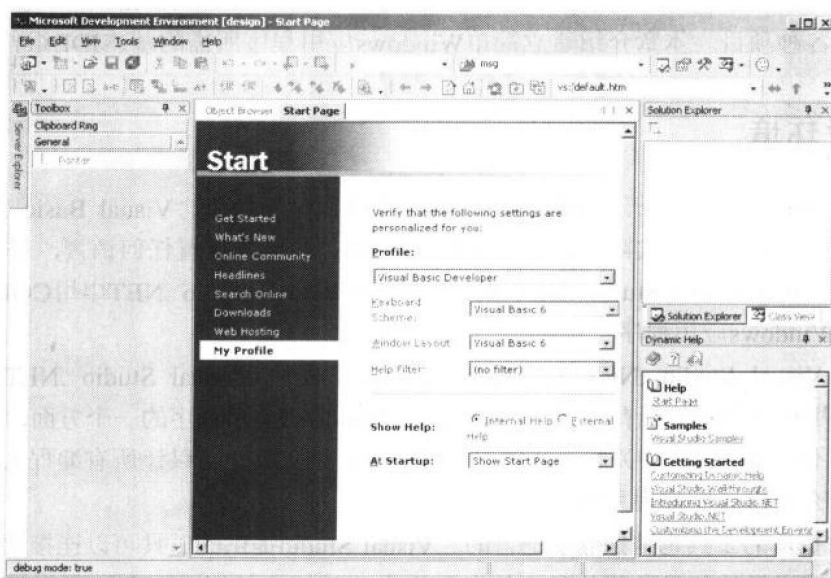 Microsoft Development Environment [design] - Start Page
File Edit View Tools Window Help
msg
vs:/default.htm
Server Explorer
Toolbox
Clipboard Ring
General
Pointer
Object Browser Start Page
Start
Get Started
What's New
Online Community
Headlines
Search Online
Downloads
Web Hosting
My Profile
Verify that the following settings are
personalized for you:
Profile:
Visual Basic Developer
Keyboard
Scheme:
Visual Basic 6
Window Layout
Visual Basic 6
Help Filter:
(no filter)
Show Help:
Internal Help External
Help
At Startup:
Show Start Page
Solution Explorer
Solution Explorer Class View
Dynamic Help
Help
Start Page
Samples
Visual Studio Samples
Getting Started
Customizing Dynamic Help
Visual Studio Walkthroughs
Introducing Visual Studio.NET
Visual Studio.NET
Customizing the Development Environ
debug mode: true